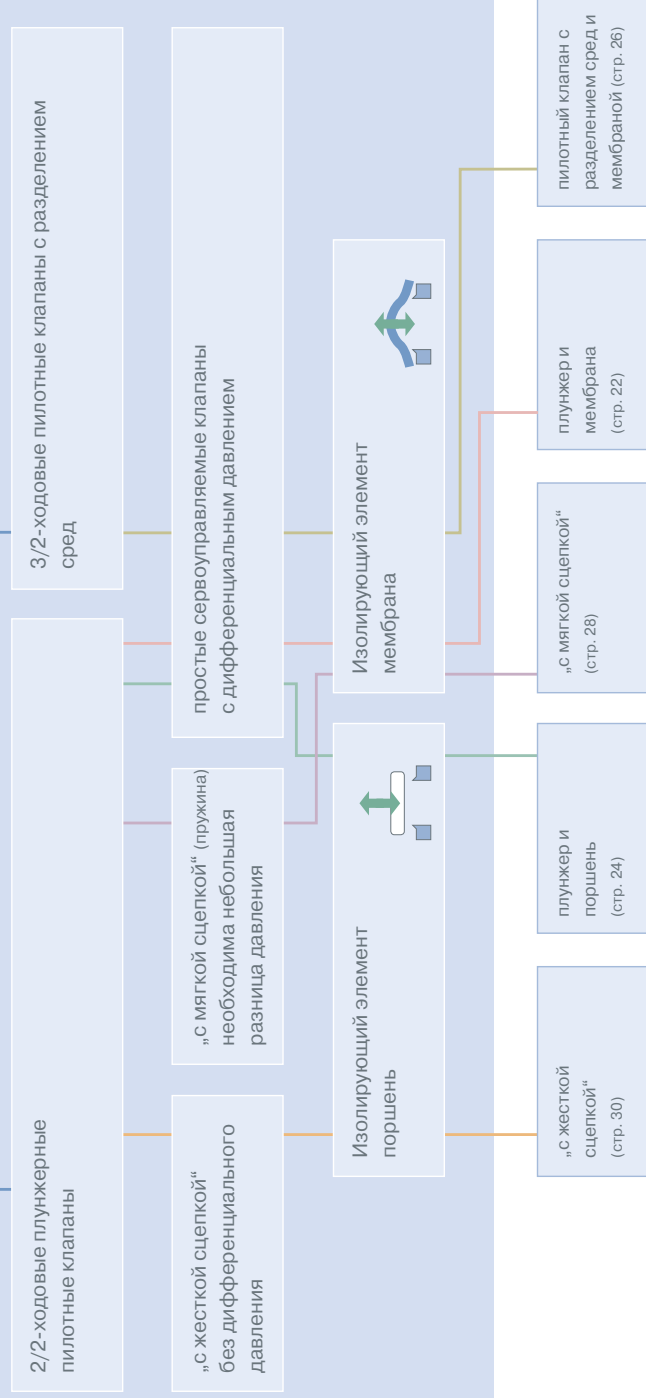 2/2-ходовые плунжерные
пилотные клапаны
3/2-ходовые пилотные клапаны с разделением
сред
„с жесткой сцепкой“
без дифференциального
давления
„с мягкой сцепкой“ (пружина)
необходима небольшая
разница давления
простые сервоуправляемые клапаны
с дифференциальным давлением
Изолирующий элемент
поршень
Изолирующий элемент
мембрана
„с жесткой
сцепкой“
(стр. 30)
плунжер и
поршень
(стр. 24)
„с мягкой сцепкой“
(стр. 28)
плунжер и
мембрана
(стр. 22)
пилотный клапан с
разделением сред и
мембраной (стр. 26)